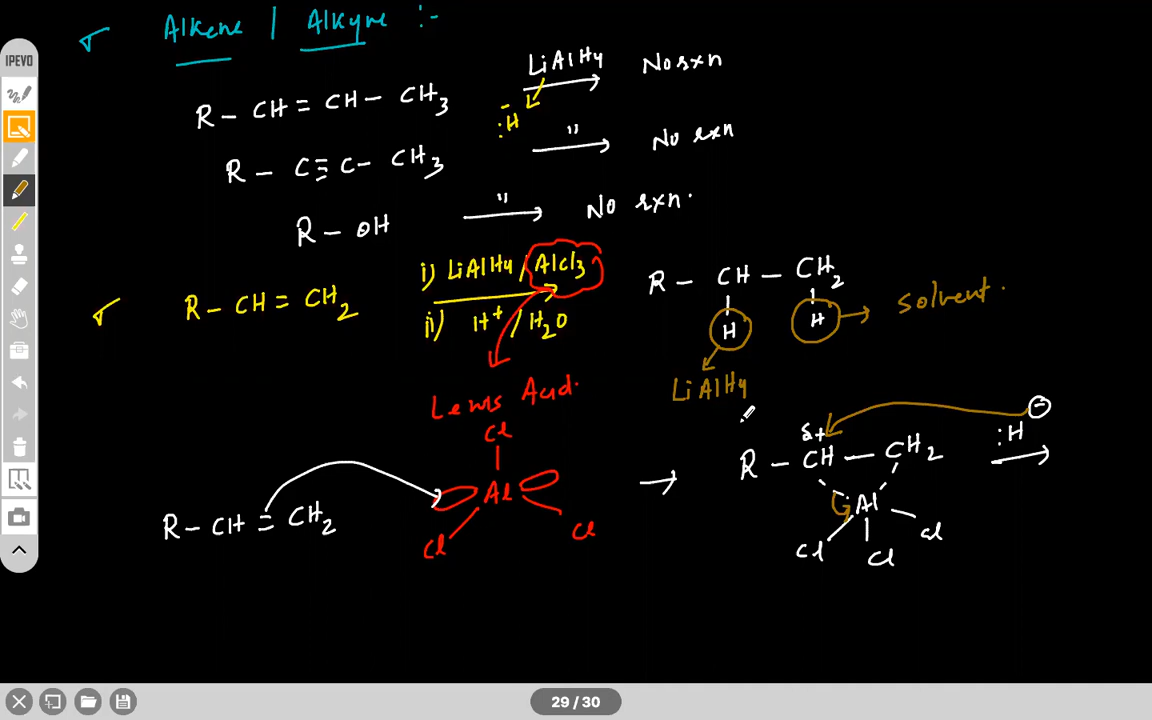 Alkene / Alkyne :-
IPEVO
R - CH = CH - CH3 LiAlH4 No rxn
:H-
R - C ≡ C - CH3 " No rxn
R - OH " No rxn.
R - CH = CH2 i) LiAlH4 / AlCl3 R - CH - CH2
ii) H+ / H2O H H → solvent.
LiAlH4
Lewis Acid.
R - CH = CH2 Cl Al Cl Cl → R - CH δ+ - CH2 :H ⊖ →
Al Cl Cl Cl
29 / 30